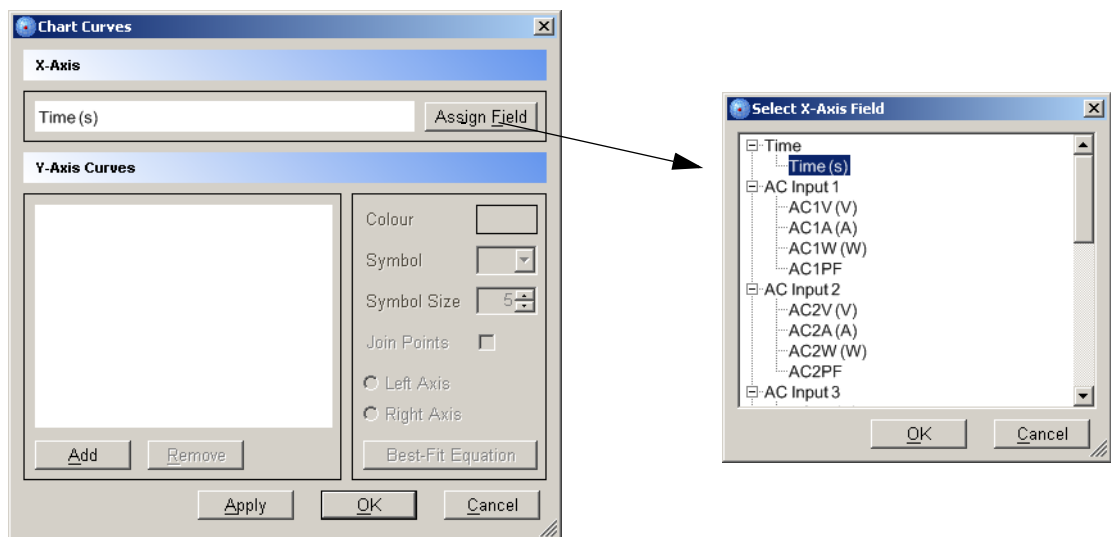 Chart Curves
X-Axis
Time (s)
Assign Field
Y-Axis Curves
Colour
Symbol
Symbol Size 5
Join Points
Left Axis
Right Axis
Add Remove Best-Fit Equation
Apply OK Cancel
Select X-Axis Field
Time
Time (s)
AC Input 1
AC1V (V)
AC1A (A)
AC1W (W)
AC1PF
AC Input 2
AC2V (V)
AC2A (A)
AC2W (W)
AC2PF
AC Input 3
OK Cancel